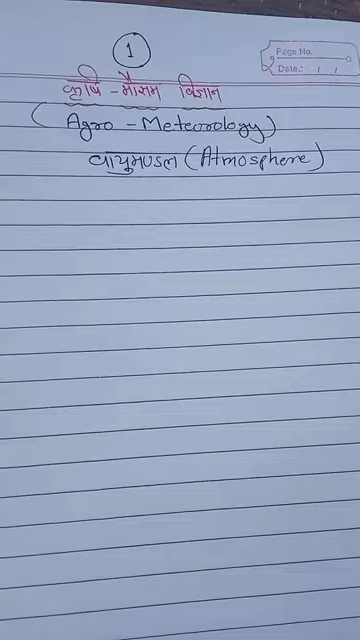 1
Page No.
Date.: / /
कृषि - मौसम विज्ञान
(Agro - Meteorology)
वायुमण्डल (Atmosphere)